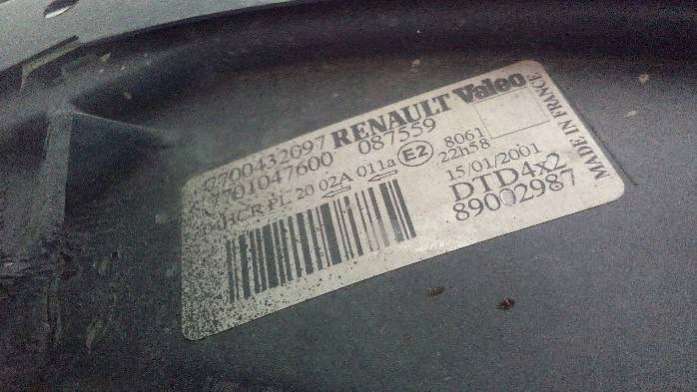 7700432097 RENAULT Valeo
7701047600 087559
HCR PL 20 02A 011a E2 8061
22h58
15/01/2001
DTD4x2
89002987
MADE IN FRANCE